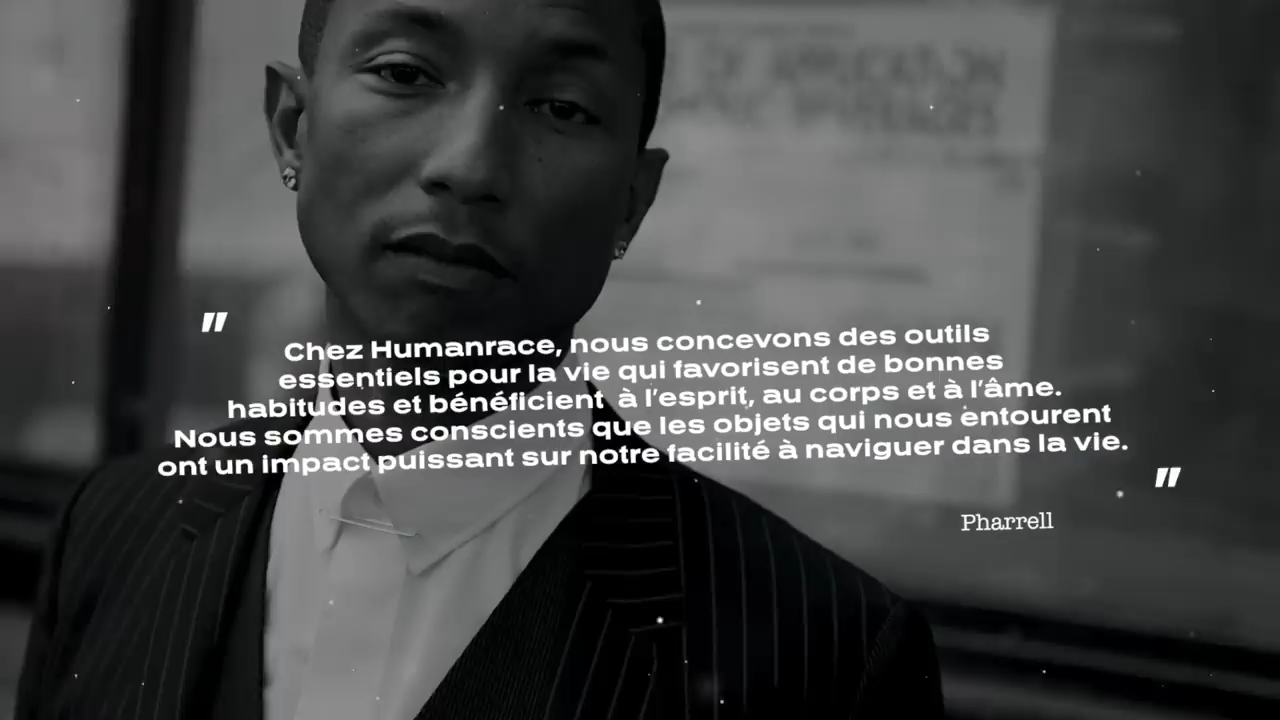 "
Chez Humanrace, nous concevons des outils
essentiels pour la vie qui favorisent de bonnes
habitudes et bénéficient à l'esprit, au corps et à l'âme.
Nous sommes conscients que les objets qui nous entourent
ont un impact puissant sur notre facilité à naviguer dans la vie.
"
Pharrell